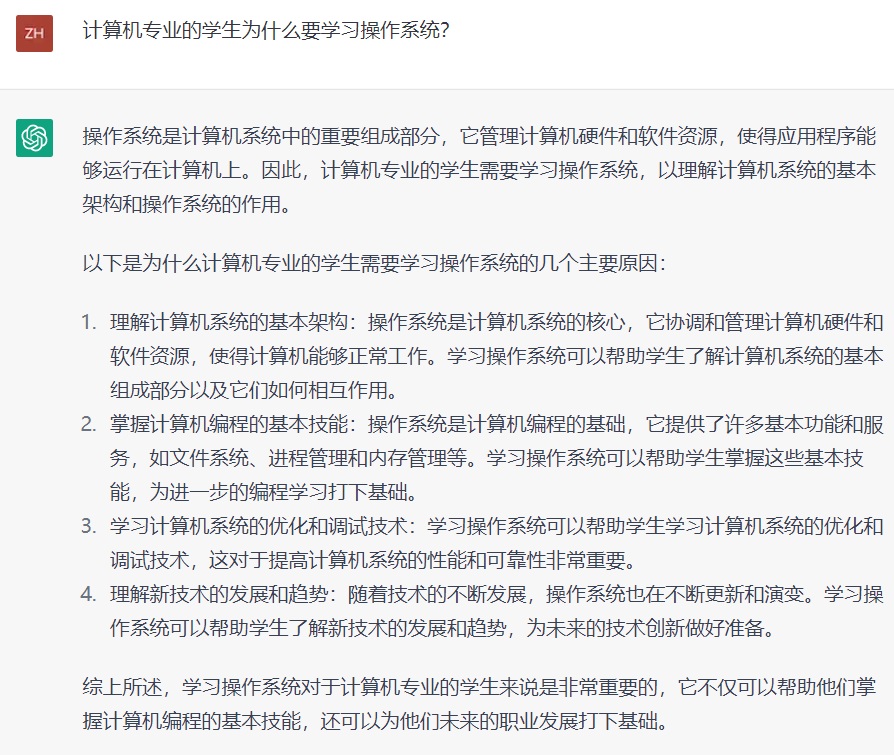 ZH
计算机专业的学生为什么要学习操作系统？
操作系统是计算机系统中的重要组成部分，它管理计算机硬件和软件资源，使得应用程序能
够运行在计算机上。因此，计算机专业的学生需要学习操作系统，以理解计算机系统的基本
架构和操作系统的作用。
以下是为什么计算机专业的学生需要学习操作系统的几个主要原因：
1. 理解计算机系统的基本架构：操作系统是计算机系统的核心，它协调和管理计算机硬件和
软件资源，使得计算机能够正常工作。学习操作系统可以帮助学生了解计算机系统的基本
组成部分以及它们如何相互作用。
2. 掌握计算机编程的基本技能：操作系统是计算机编程的基础，它提供了许多基本功能和服
务，如文件系统、进程管理和内存管理等。学习操作系统可以帮助学生掌握这些基本技
能，为进一步的编程学习打下基础。
3. 学习计算机系统的优化和调试技术：学习操作系统可以帮助学生学习计算机系统的优化和
调试技术，这对于提高计算机系统的性能和可靠性非常重要。
4. 理解新技术的发展和趋势：随着技术的不断发展，操作系统也在不断更新和演变。学习操
作系统可以帮助学生了解新技术的发展和趋势，为未来的技术创新做好准备。
综上所述，学习操作系统对于计算机专业的学生来说是非常重要的，它不仅可以帮助他们掌
握计算机编程的基本技能，还可以为他们未来的职业发展打下基础。